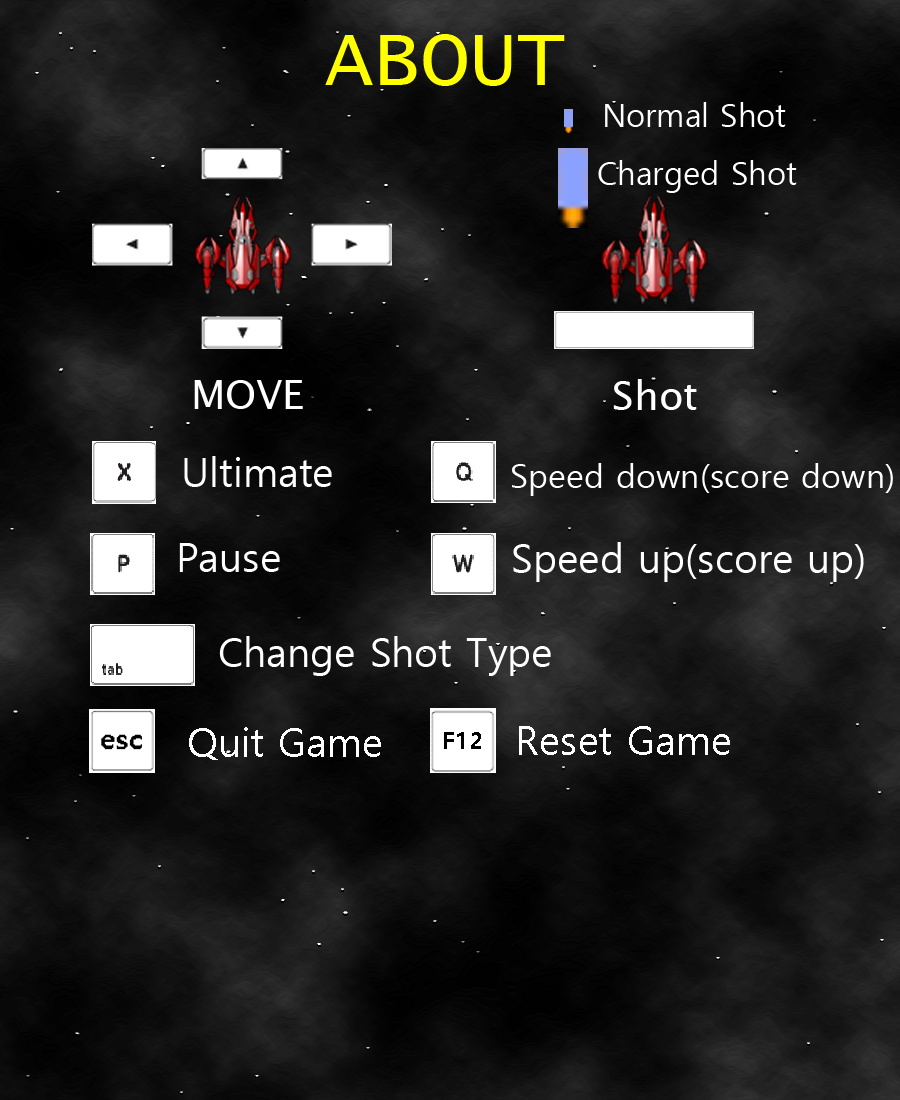 ABOUT
Normal Shot
Charged Shot
▲
◄ ►
▼
MOVE Shot
X Ultimate Q Speed down(score down)
P Pause W Speed up(score up)
tab Change Shot Type
esc Quit Game F12 Reset Game